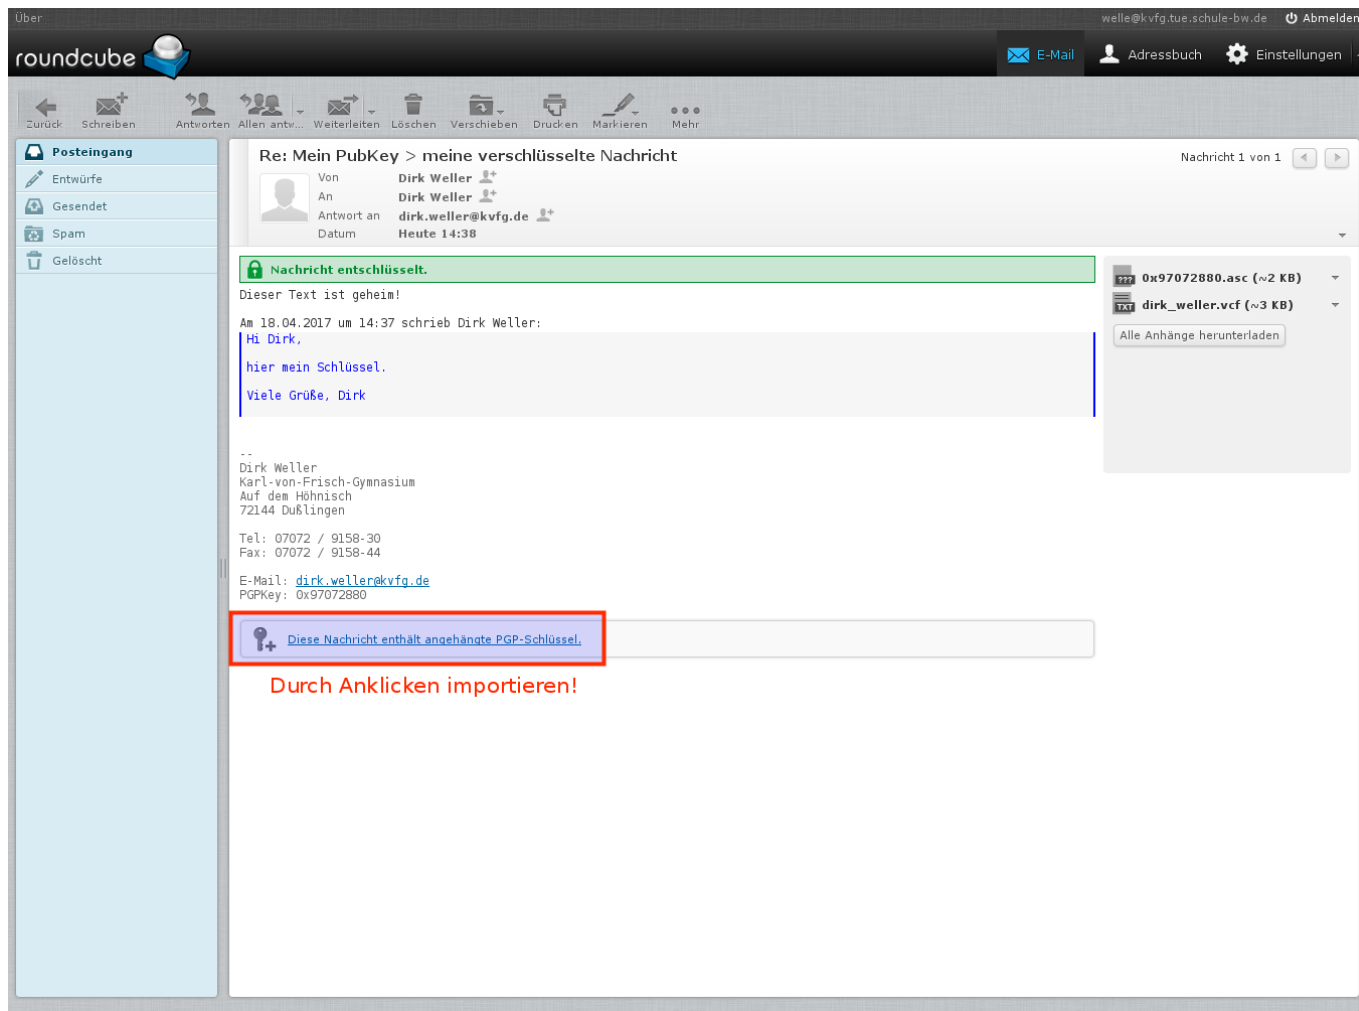 Über
welle@kvfg.tue.schule-bw.de Abmelden
roundcube
E-Mail Adressbuch Einstellungen
Zurück Schreiben Antworten Allen antw... Weiterleiten Löschen Verschieben Drucken Markieren Mehr
Posteingang
Entwürfe
Gesendet
Spam
Gelöscht
Re: Mein PubKey > meine verschlüsselte Nachricht
Nachricht 1 von 1
Von Dirk Weller
An Dirk Weller
Antwort an dirk.weller@kvfg.de
Datum Heute 14:38
Nachricht entschlüsselt.
Dieser Text ist geheim!
Am 18.04.2017 um 14:37 schrieb Dirk Weller:
Hi Dirk,
hier mein Schlüssel.
Viele Grüße, Dirk
--
Dirk Weller
Karl-von-Frisch-Gymnasium
Auf dem Höhnisch
72144 Dußlingen
Tel: 07072 / 9158-30
Fax: 07072 / 9158-44
E-Mail: dirk.weller@kvfg.de
PGPKey: 0x97072880
Diese Nachricht enthält angehängte PGP-Schlüssel.
Durch Anklicken importieren!
??? 0x97072880.asc (~2 KB)
TXT dirk_weller.vcf (~3 KB)
Alle Anhänge herunterladen